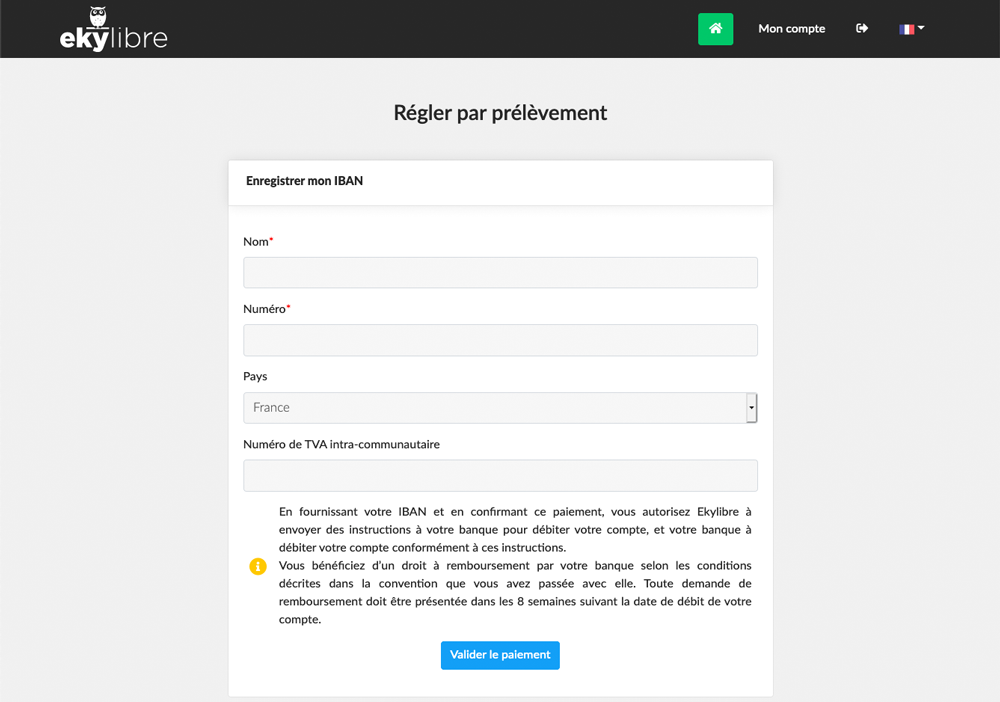 ekylibre
Mon compte
Régler par prélèvement
Enregistrer mon IBAN
Nom*
Numéro*
Pays
France
Numéro de TVA intra-communautaire
En fournissant votre IBAN et en confirmant ce paiement, vous autorisez Ekylibre à
envoyer des instructions à votre banque pour débiter votre compte, et votre banque à
débiter votre compte conformément à ces instructions.
Vous bénéficiez d'un droit à remboursement par votre banque selon les conditions
décrites dans la convention que vous avez passée avec elle. Toute demande de
remboursement doit être présentée dans les 8 semaines suivant la date de débit de votre
compte.
Valider le paiement